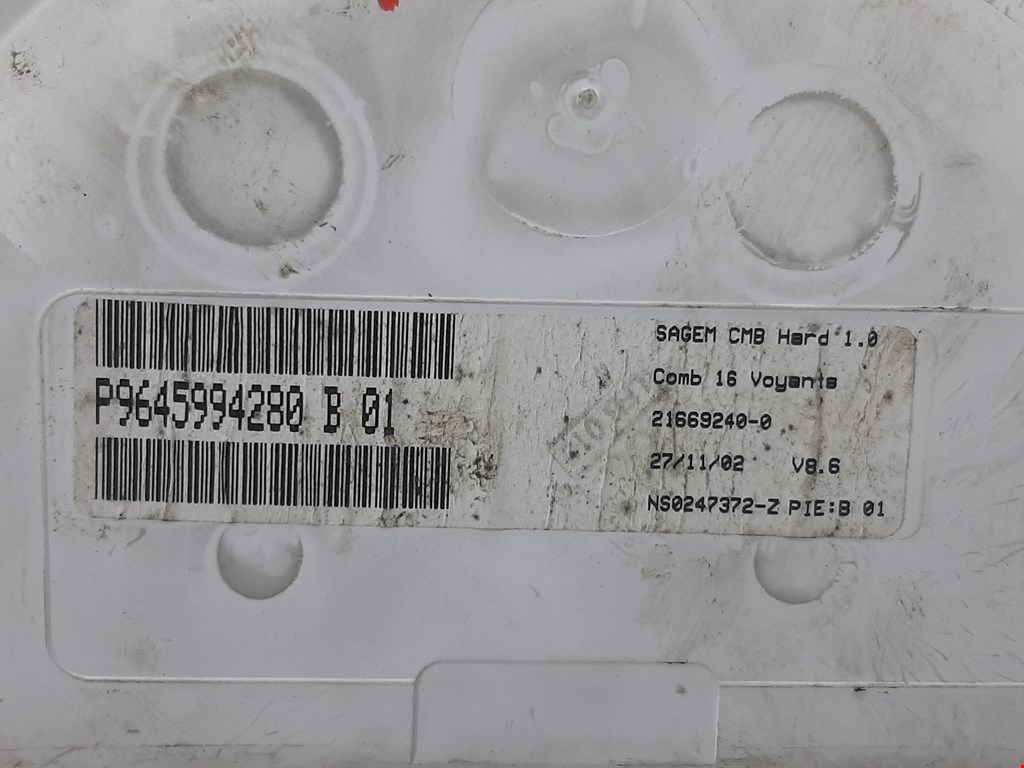 P9645994280 B 01
SAGEM CMB Hard 1.0
Comb 16 Voyants
21669240-0
27/11/02 V8.6
NS0247372-Z PIE:B 01